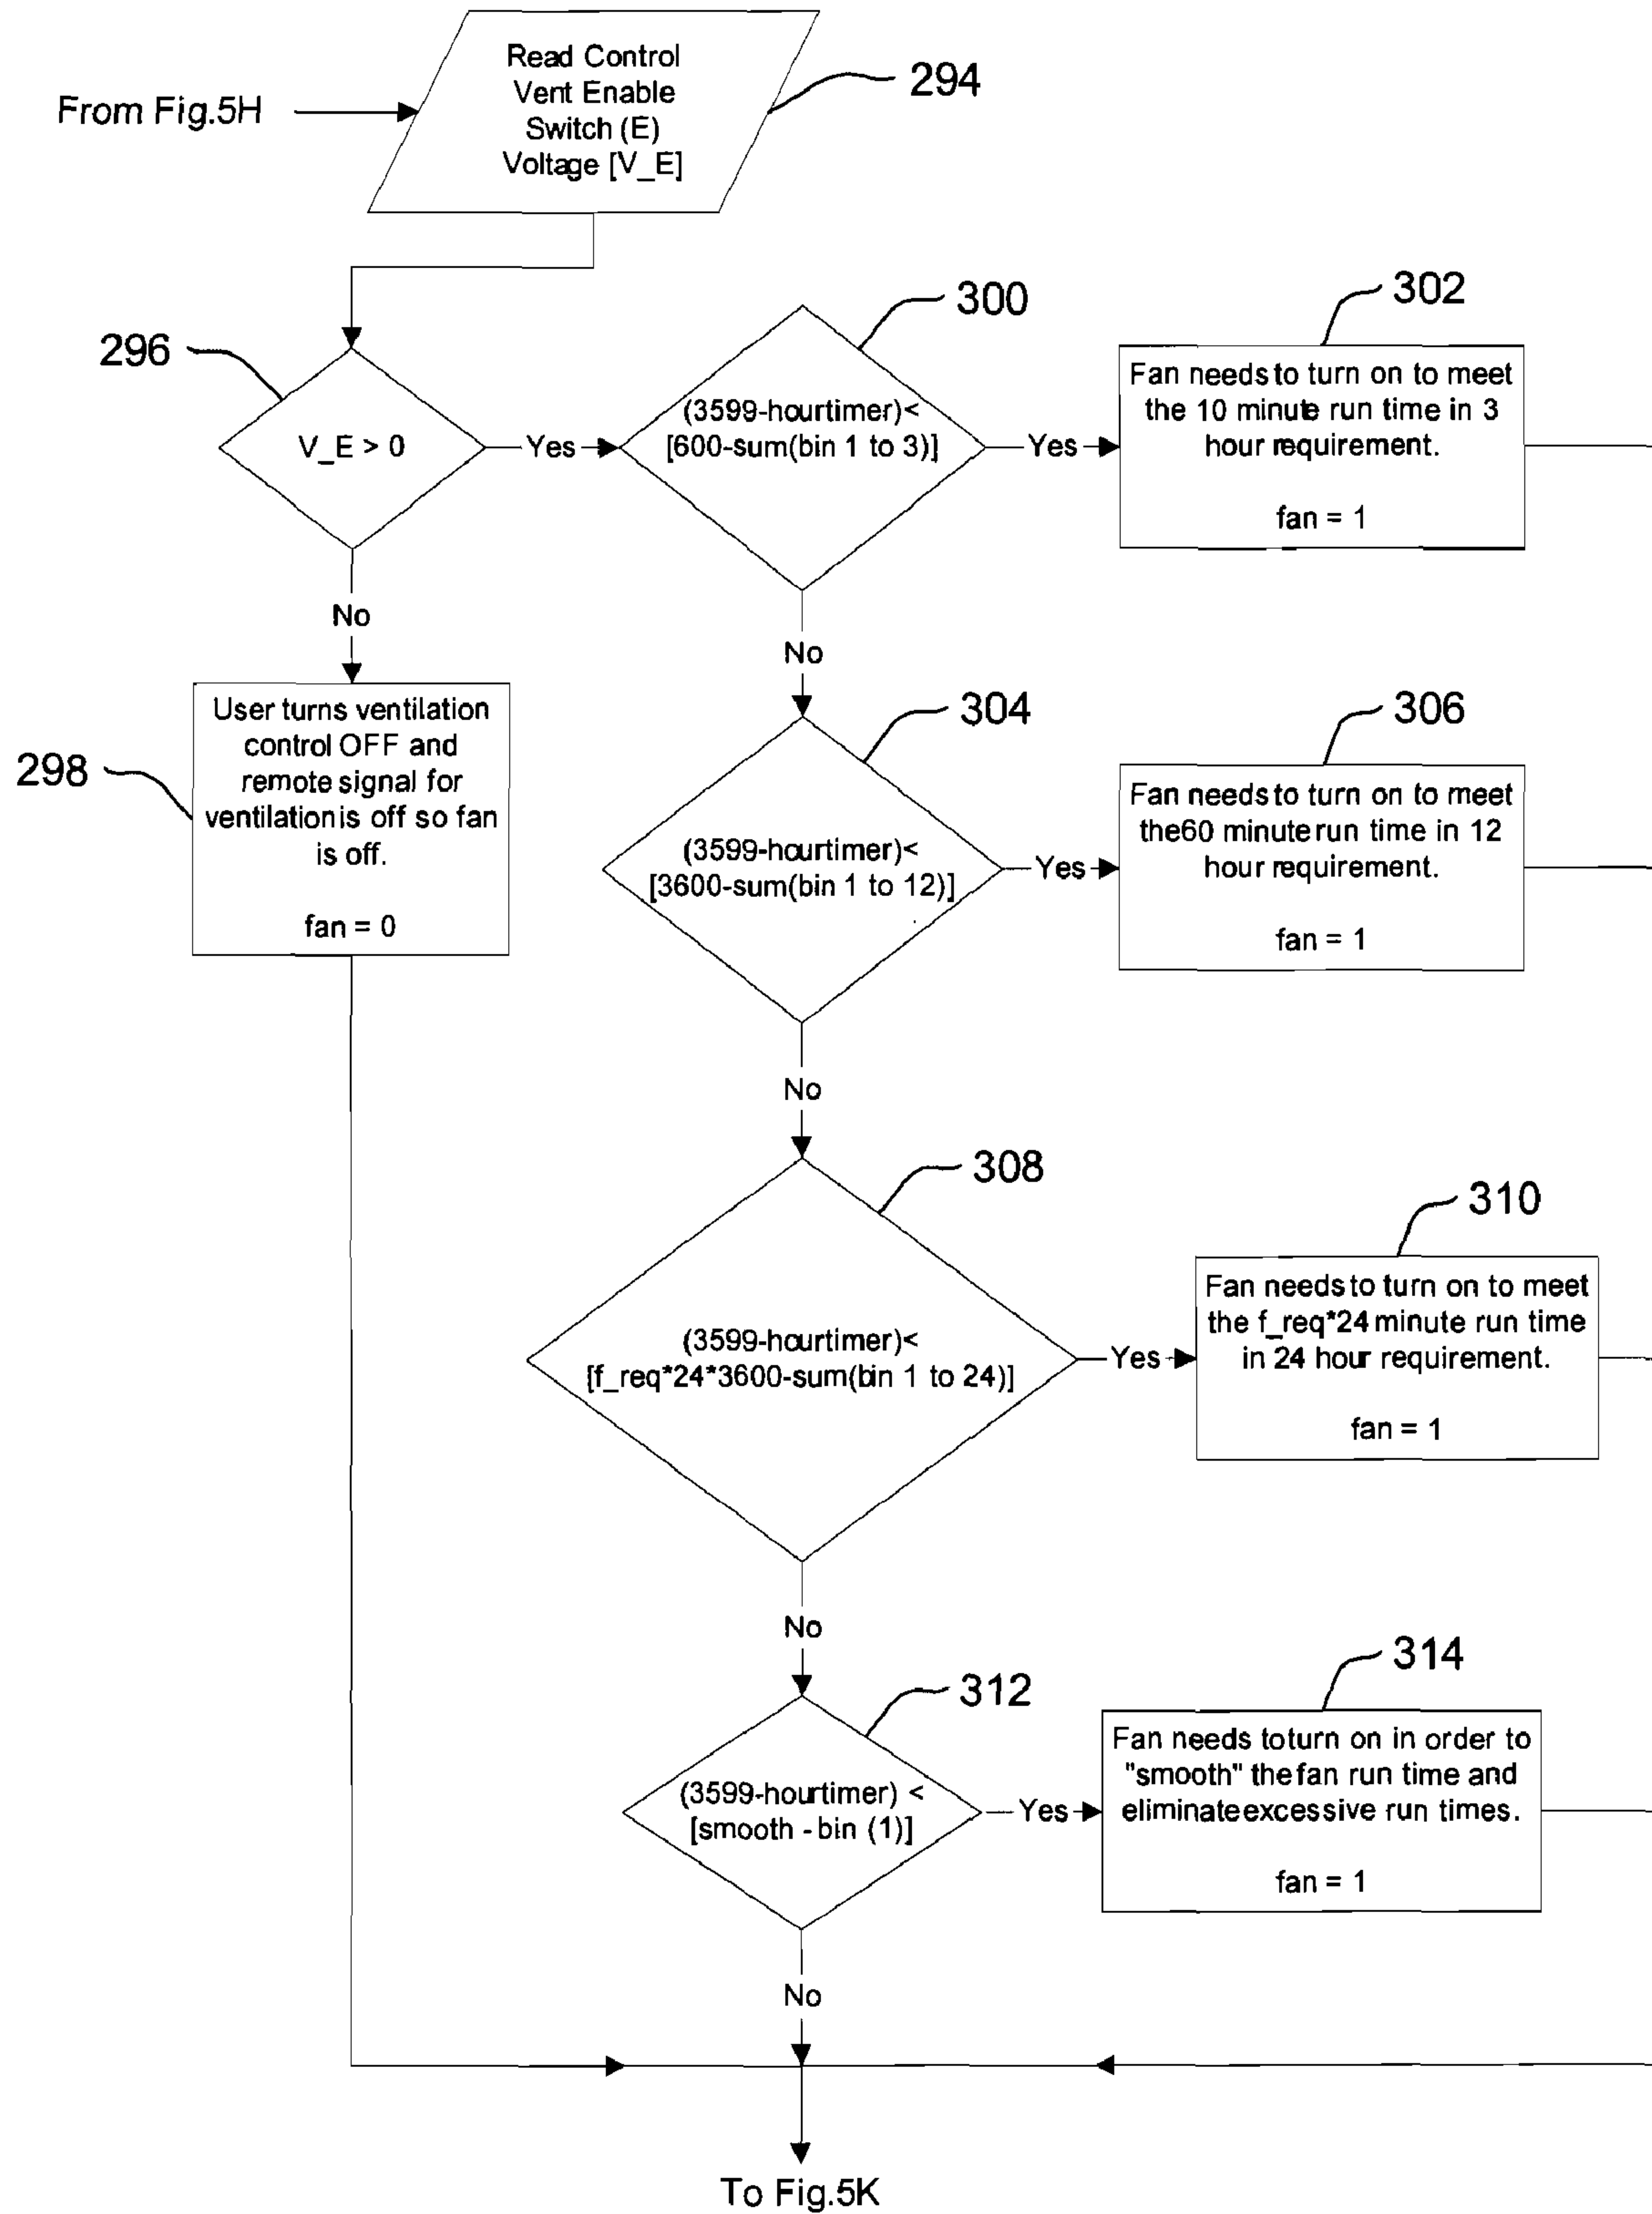 Read Control
Vent Enable
Switch (E)
Voltage [V_E]
294
From Fig.5H
296
V_E > 0
Yes
300
(3599-hourtimer)<
[600-sum(bin 1 to 3)]
Yes
302
Fan needs to turn on to meet
the 10 minute run time in 3
hour requirement.
fan = 1
No
298
User turns ventilation
control OFF and
remote signal for
ventilation is off so fan
is off.
fan = 0
No
304
(3599-hourtimer)<
[3600-sum(bin 1 to 12)]
Yes
306
Fan needs to turn on to meet
the 60 minute run time in 12
hour requirement.
fan = 1
No
308
(3599-hourtimer)<
[f_req*24*3600-sum(bin 1 to 24)]
Yes
310
Fan needs to turn on to meet
the f_req*24 minute run time
in 24 hour requirement.
fan = 1
No
312
(3599-hourtimer) <
[smooth - bin (1)]
Yes
314
Fan needs to turn on in order to
"smooth" the fan run time and
eliminate excessive run times.
fan = 1
No
To Fig.5K